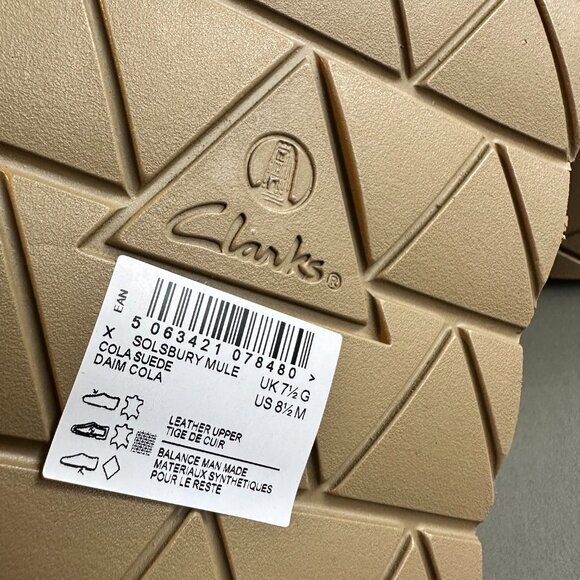 Clarks®
EAN
5 063421 078480 >
X SOLSBURY MULE
COLA SUEDE
DAIM COLA
UK 7½ G
US 8½ M
LEATHER UPPER
TIGE DE CUIR
BALANCE MAN MADE
MATERIAUX SYNTHETIQUES
POUR LE RESTE